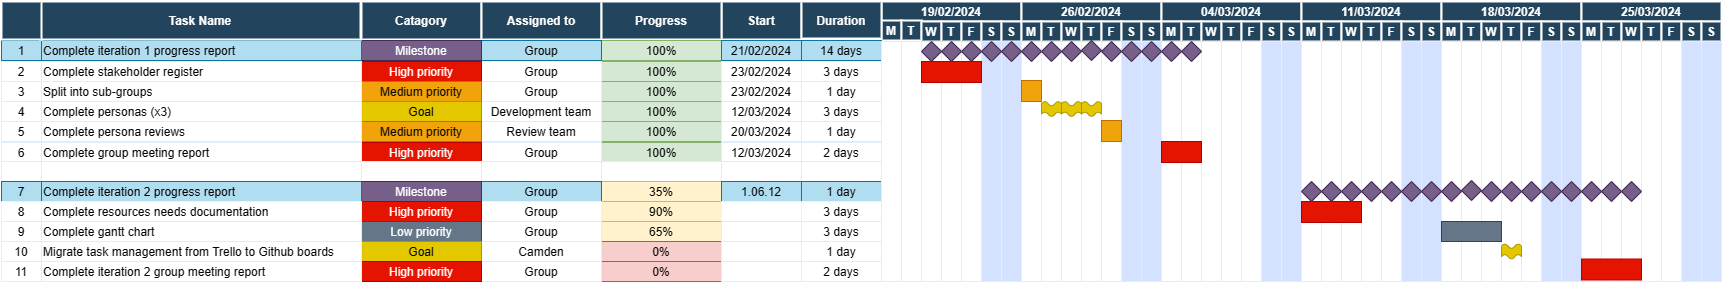 Task Name Catagory Assigned to Progress Start Duration 19/02/2024 26/02/2024 04/03/2024 11/03/2024 18/03/2024 25/03/2024
M T W T F S S M T W T F S S M T W T F S S M T W T F S S M T W T F S S M T W T F S S
1 Complete iteration 1 progress report Milestone Group 100% 21/02/2024 14 days
2 Complete stakeholder register High priority Group 100% 23/02/2024 3 days
3 Split into sub-groups Medium priority Group 100% 23/02/2024 1 day
4 Complete personas (x3) Goal Development team 100% 12/03/2024 3 days
5 Complete persona reviews Medium priority Review team 100% 20/03/2024 1 day
6 Complete group meeting report High priority Group 100% 12/03/2024 2 days
7 Complete iteration 2 progress report Milestone Group 35% 1.06.12 1 day
8 Complete resources needs documentation High priority Group 90% 3 days
9 Complete gantt chart Low priority Group 65% 3 days
10 Migrate task management from Trello to Github boards Goal Camden 0% 1 day
11 Complete iteration 2 group meeting report High priority Group 0% 2 days